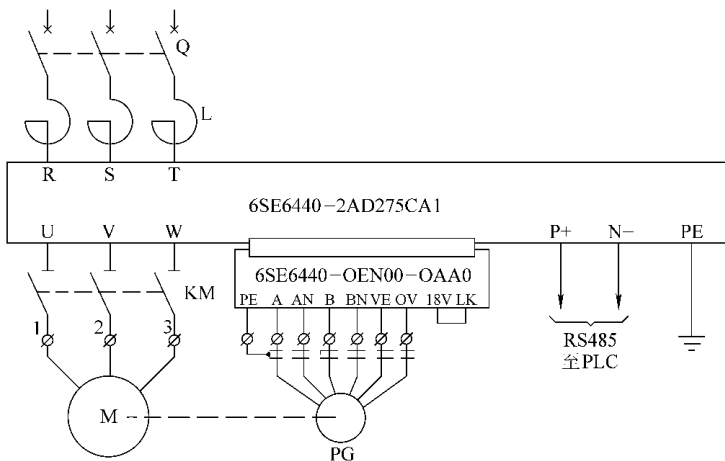 Q
L
R S T
6SE6440-2AD275CA1
U V W P+ N- PE
6SE6440-OEN00-OAA0
KM
PE A AN B BN VE OV 18V LK
1 2 3
RS485
至PLC
M
PG